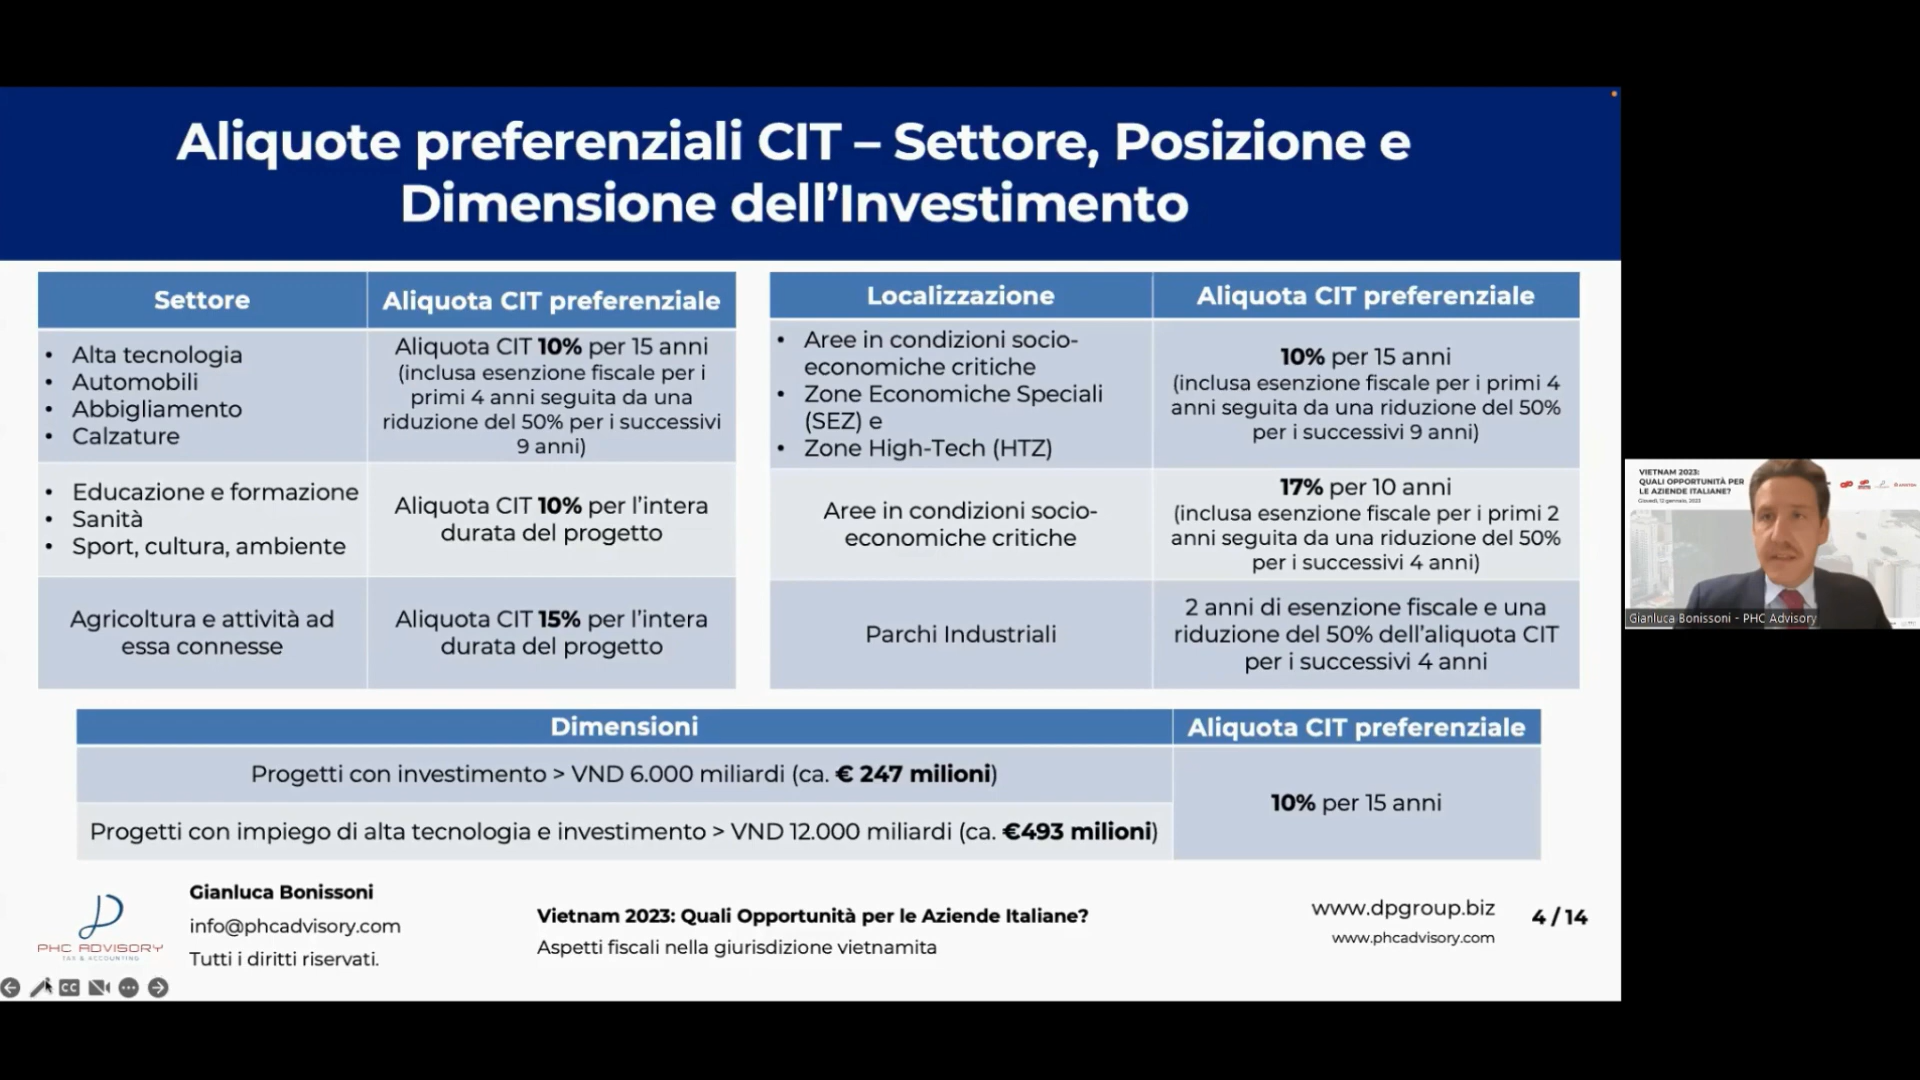 Aliquote preferenziali CIT – Settore, Posizione e
Dimensione dell’Investimento
Settore
Aliquota CIT preferenziale
• Alta tecnologia
• Automobili
• Abbigliamento
• Calzature
Aliquota CIT 10% per 15 anni
(inclusa esenzione fiscale per i
primi 4 anni seguita da una
riduzione del 50% per i successivi
9 anni)
• Educazione e formazione
• Sanità
• Sport, cultura, ambiente
Aliquota CIT 10% per l’intera
durata del progetto
Agricoltura e attività ad
essa connesse
Aliquota CIT 15% per l’intera
durata del progetto
Localizzazione
Aliquota CIT preferenziale
• Aree in condizioni socio-
economiche critiche
• Zone Economiche Speciali
(SEZ) e
• Zone High-Tech (HTZ)
10% per 15 anni
(inclusa esenzione fiscale per i primi 4
anni seguita da una riduzione del 50%
per i successivi 9 anni)
Aree in condizioni socio-
economiche critiche
17% per 10 anni
(inclusa esenzione fiscale per i primi 2
anni seguita da una riduzione del 50%
per i successivi 4 anni)
Parchi Industriali
2 anni di esenzione fiscale e una
riduzione del 50% dell’aliquota CIT
per i successivi 4 anni
Dimensioni
Aliquota CIT preferenziale
Progetti con investimento > VND 6.000 miliardi (ca. € 247 milioni)
Progetti con impiego di alta tecnologia e investimento > VND 12.000 miliardi (ca. €493 milioni)
10% per 15 anni
PHC ADVISORY
TAX & ACCOUNTING
Gianluca Bonissoni
info@phcadvisory.com
Tutti i diritti riservati.
Vietnam 2023: Quali Opportunità per le Aziende Italiane?
Aspetti fiscali nella giurisdizione vietnamita
www.dpgroup.biz
www.phcadvisory.com
4 / 14
CC
VIETNAM 2023:
QUALI OPPORTUNITÀ PER
LE AZIENDE ITALIANE?
Giovedì, 12 gennaio, 2023
Gianluca Bonissoni - PHC Advisory